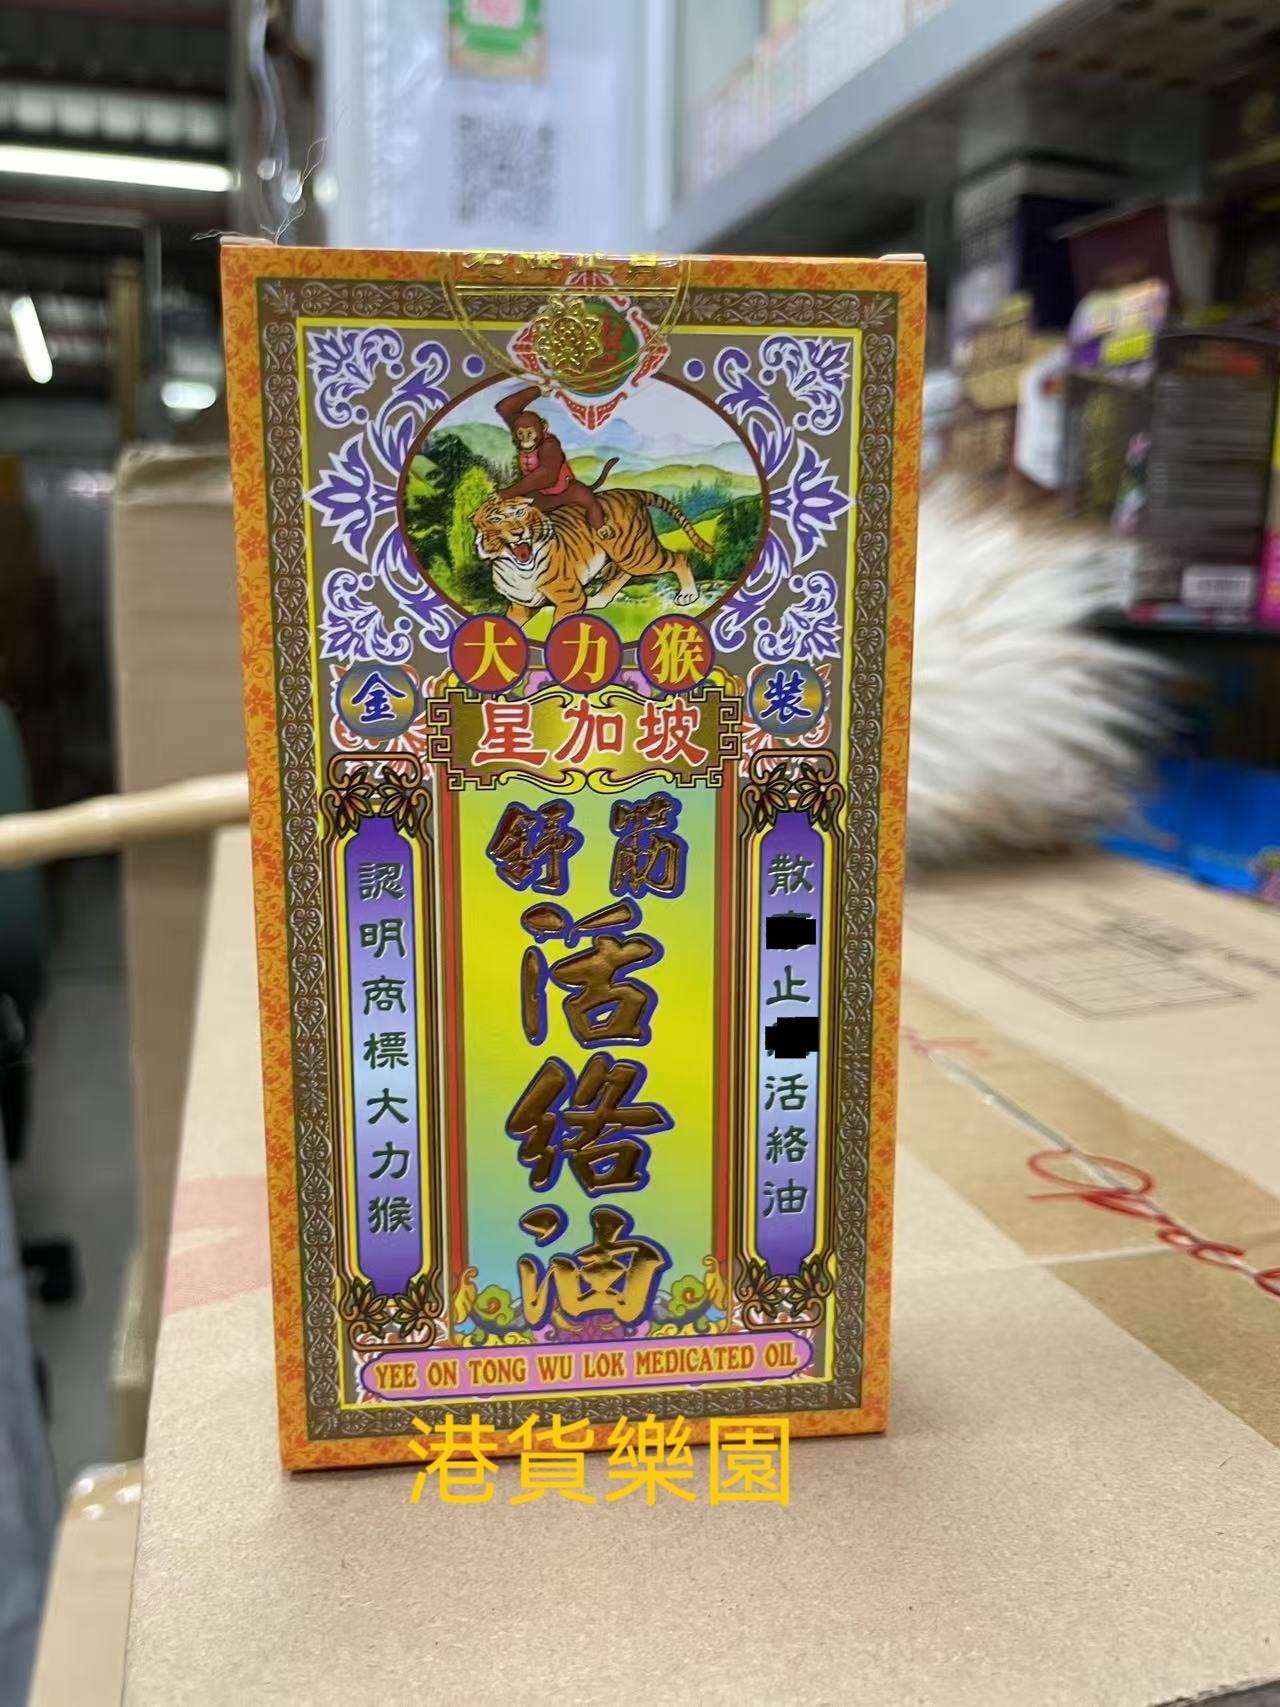 大力猴
金 裝
星加坡
舒筋
活絡油
認明商標大力猴
散 止 活絡油
YEE ON TONG WU LOK MEDICATED OIL
港貨樂園